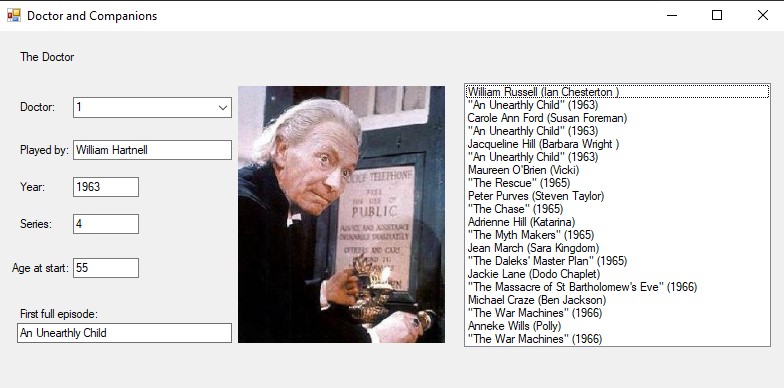 Doctor and Companions
The Doctor
Doctor:
1
Played by:
William Hartnell
Year:
1963
Series:
4
Age at start:
55
First full episode:
An Unearthly Child
TELEPHONE
FREE
FOR USE OF
PUBLIC
ADVICE AND ASSISTANCE
OBTAINABLE IMMEDIATELY
OFFICERS AND CARS
William Russell (Ian Chesterton )
"An Unearthly Child" (1963)
Carole Ann Ford (Susan Foreman)
"An Unearthly Child" (1963)
Jacqueline Hill (Barbara Wright )
"An Unearthly Child" (1963)
Maureen O'Brien (Vicki)
"The Rescue" (1965)
Peter Purves (Steven Taylor)
"The Chase" (1965)
Adrienne Hill (Katarina)
"The Myth Makers" (1965)
Jean March (Sara Kingdom)
"The Daleks' Master Plan" (1965)
Jackie Lane (Dodo Chaplet)
"The Massacre of St Bartholomew's Eve" (1966)
Michael Craze (Ben Jackson)
"The War Machines" (1966)
Anneke Wills (Polly)
"The War Machines" (1966)